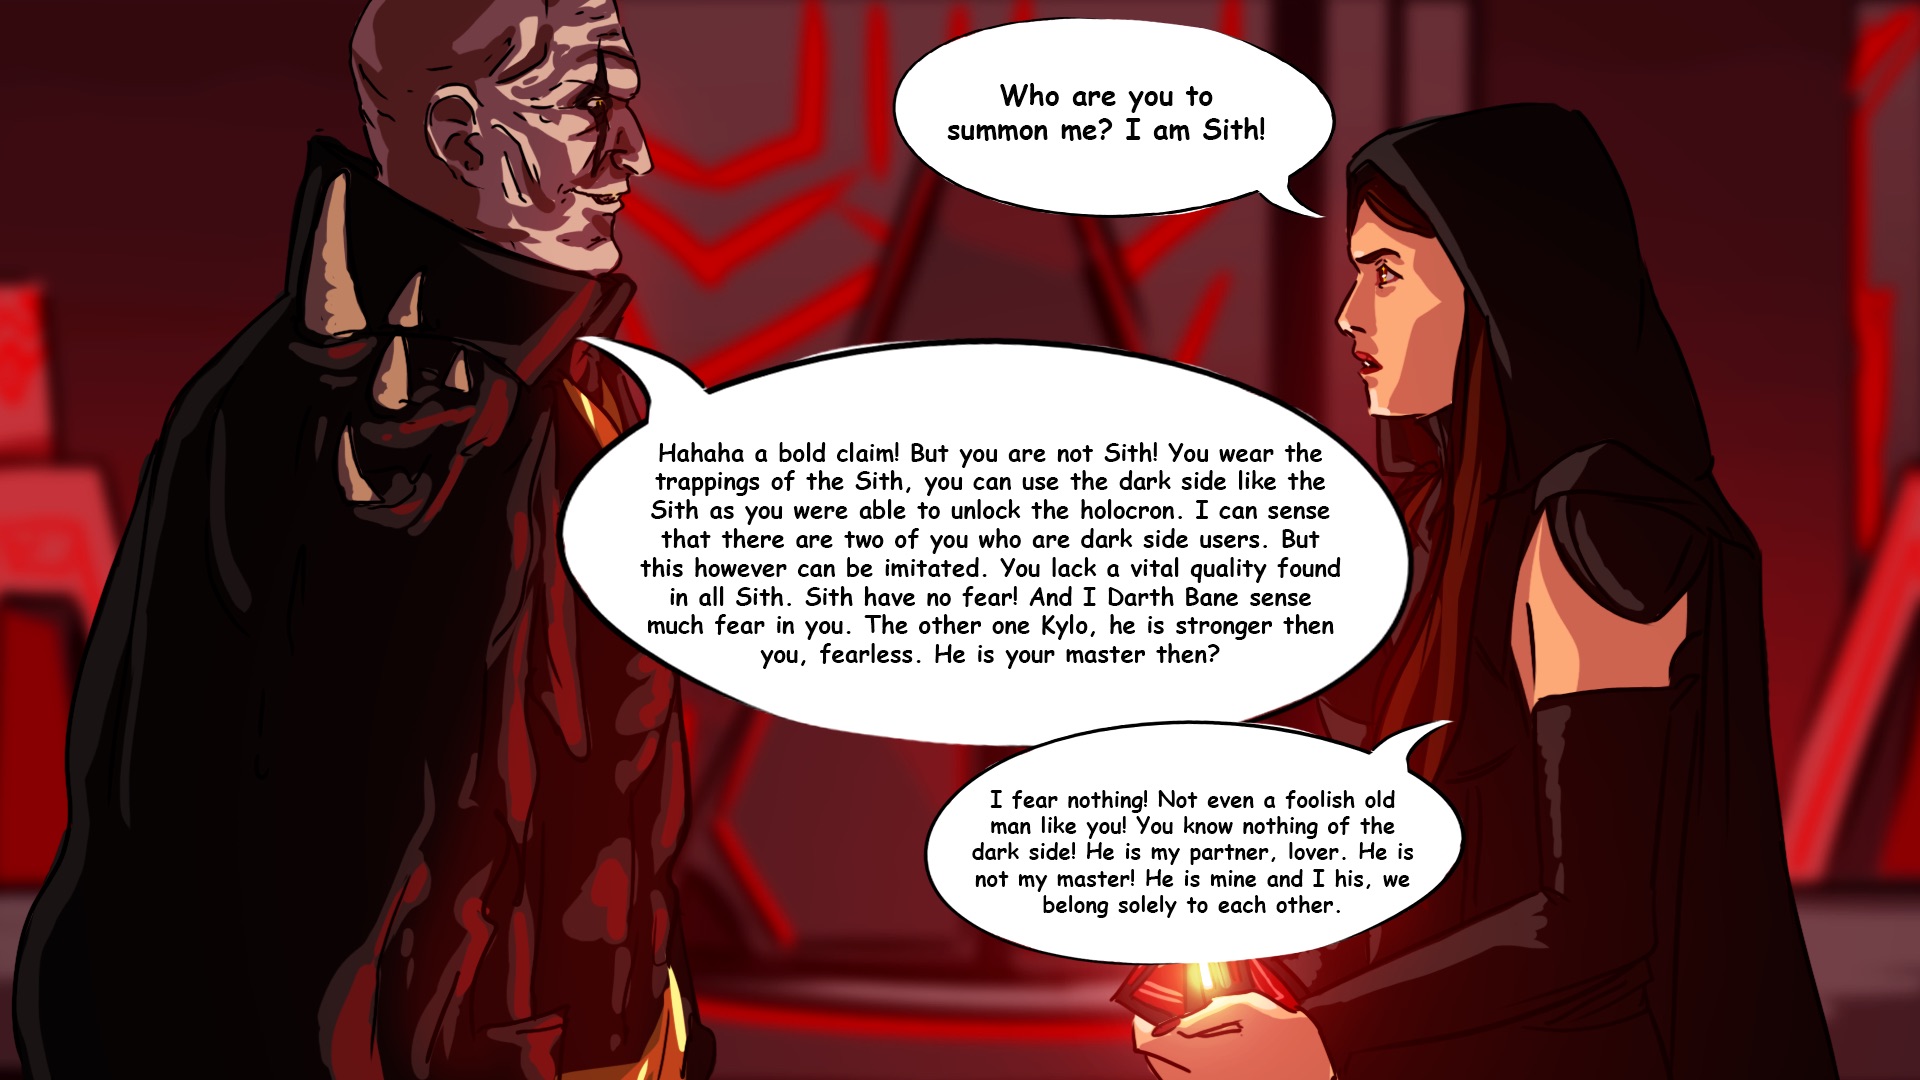 Who are you to
summon me? I am Sith!
Hahaha a bold claim! But you are not Sith! You wear the
trappings of the Sith, you can use the dark side like the
Sith as you were able to unlock the holocron. I can sense
that there are two of you who are dark side users. But
this however can be imitated. You lack a vital quality found
in all Sith. Sith have no fear! And I Darth Bane sense
much fear in you. The other one Kylo, he is stronger then
you, fearless. He is your master then?
I fear nothing! Not even a foolish old
man like you! You know nothing of the
dark side! He is my partner, lover. He is
not my master! He is mine and I his, we
belong solely to each other.